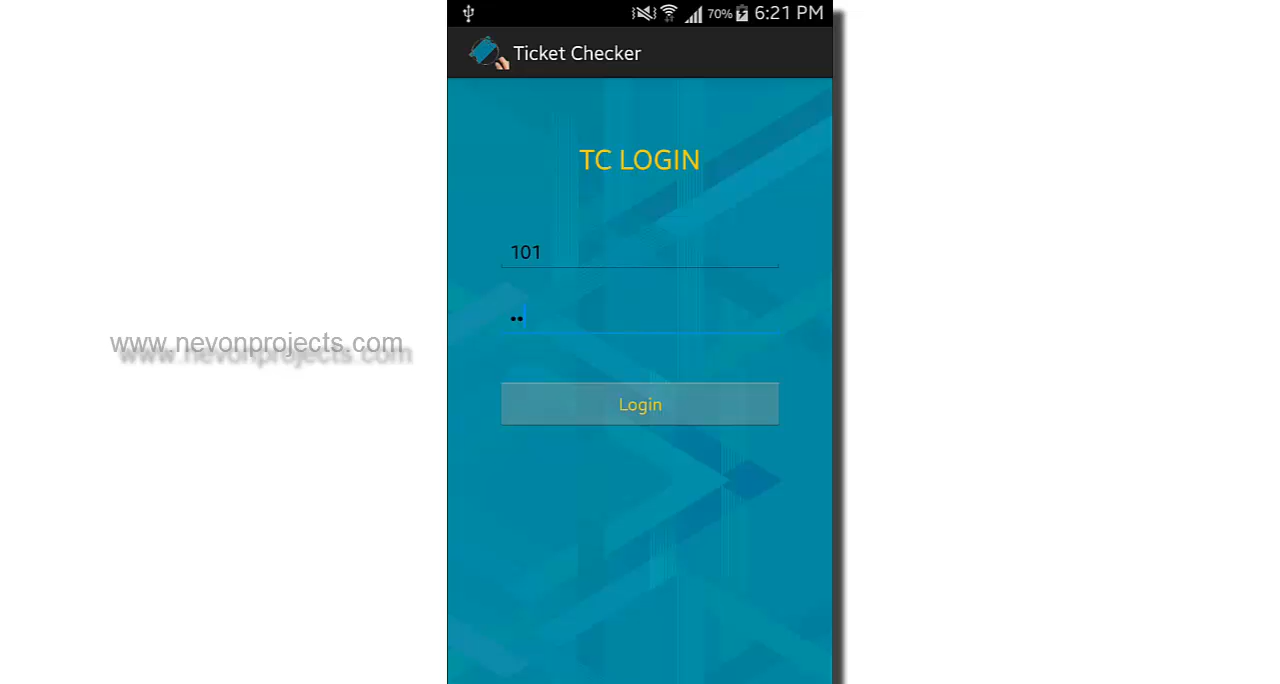 70% 6:21 PM
Ticket Checker
TC LOGIN
101
••
www.nevonprojects.com
Login